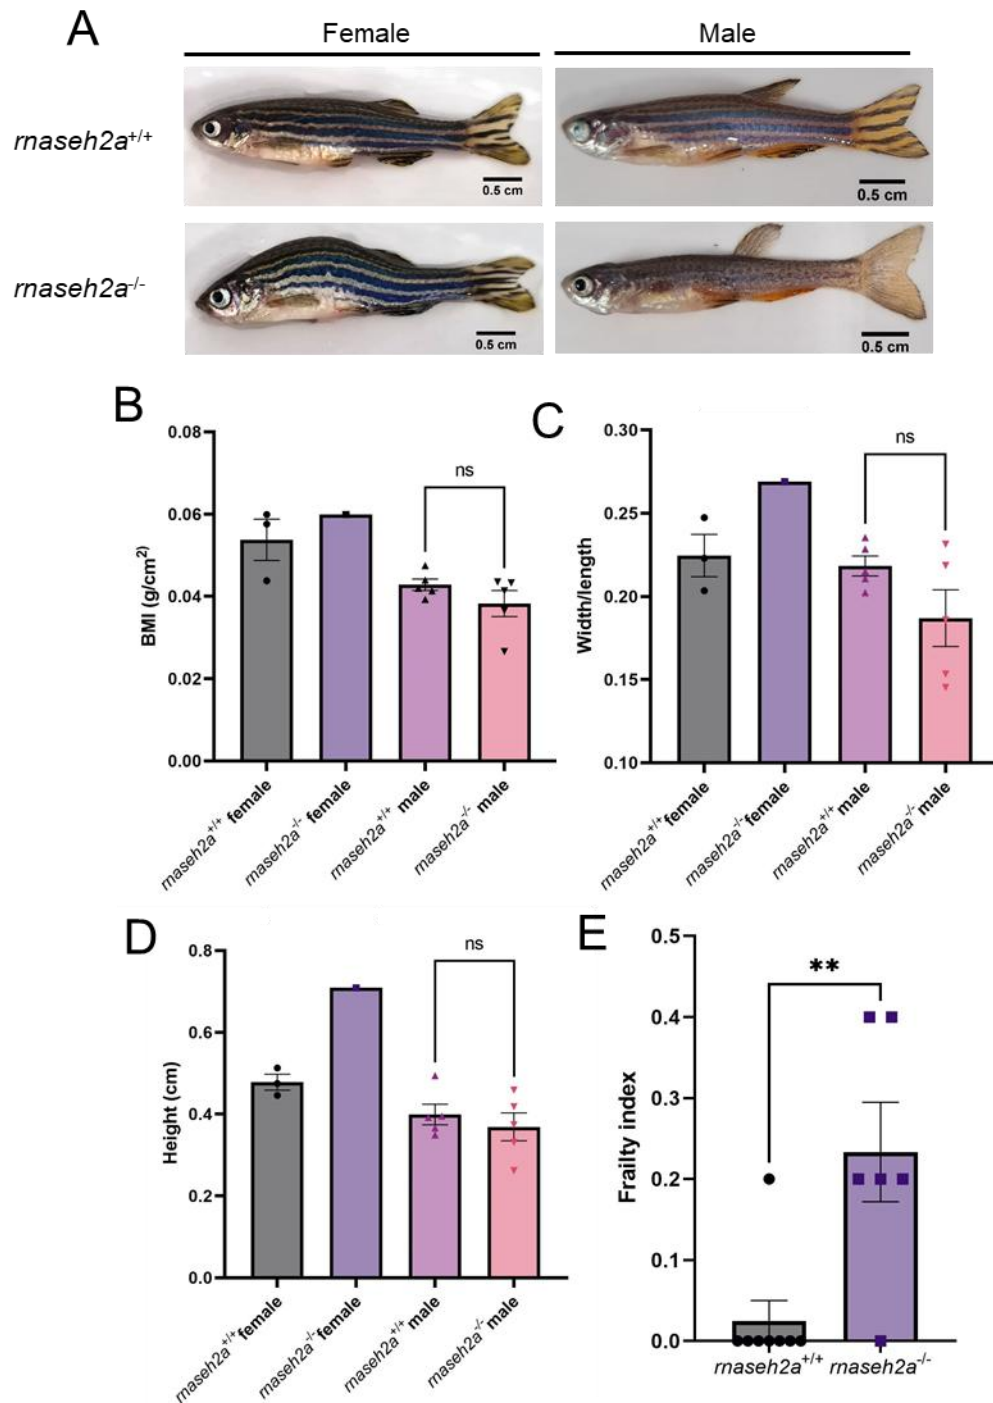 A
Female
Male
rnaseh2a+/+
0.5 cm
0.5 cm
rnaseh2a-/-
0.5 cm
0.5 cm
B
BMI (g/cm2)
0.08
0.06
0.04
0.02
0.00
ns
rnaseh2a+/+ female
rnaseh2a-/- female
rnaseh2a+/+ male
rnaseh2a-/- male
C
Width/length
0.30
0.25
0.20
0.15
0.10
ns
rnaseh2a+/+ female
rnaseh2a-/- female
rnaseh2a+/+ male
rnaseh2a-/- male
D
Height (cm)
0.8
0.6
0.4
0.2
0.0
ns
rnaseh2a+/+ female
rnaseh2a-/- female
rnaseh2a+/+ male
rnaseh2a-/- male
E
Frailty index
0.5
0.4
0.3
0.2
0.1
0.0
**
rnaseh2a+/+
rnaseh2a-/-